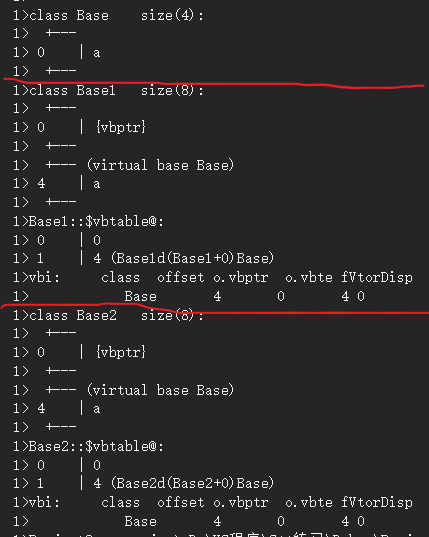 1>class Base size(4):
1> +---
1> 0 | a
1> +---
1>class Base1 size(8):
1> +---
1> 0 | {vbptr}
1> +---
1> +--- (virtual base Base)
1> 4 | a
1> +---
1>Base1::$vbtable@:
1> 0 | 0
1> 1 | 4 (Base1d(Base1+0)Base)
1>vbi: class offset o.vbptr o.vbte fVtorDisp
1> Base 4 0 4 0
1>class Base2 size(8):
1> +---
1> 0 | {vbptr}
1> +---
1> +--- (virtual base Base)
1> 4 | a
1> +---
1>Base2::$vbtable@:
1> 0 | 0
1> 1 | 4 (Base2d(Base2+0)Base)
1>vbi: class offset o.vbptr o.vbte fVtorDisp
1> Base 4 0 4 0